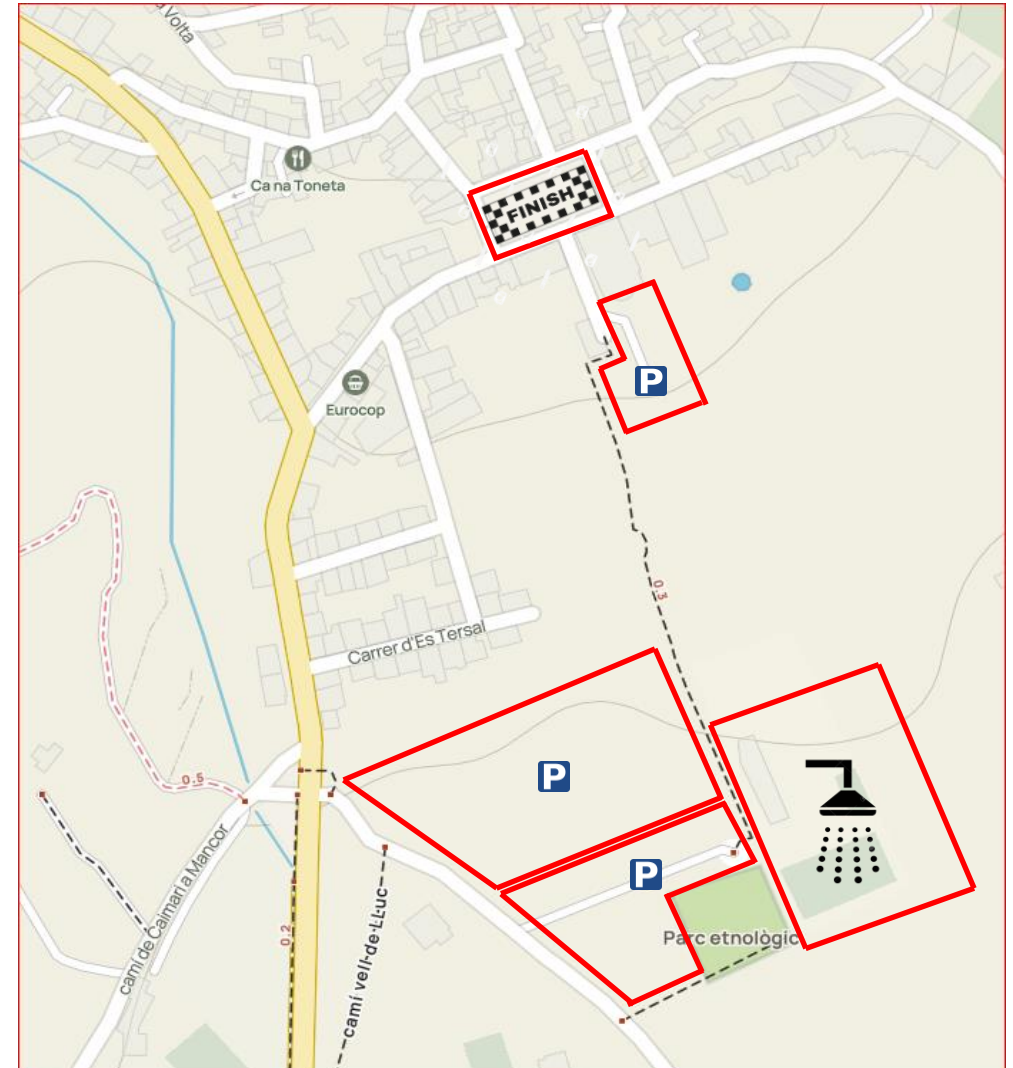 Volta
Ca na Toneta
FINISH
P
Eurocop
0.3
Carrer d'Es Tersal
P
0.5
P
camí de Caimari a Mancor
0.2
camí vell-de-LLuc
Parc etnològic